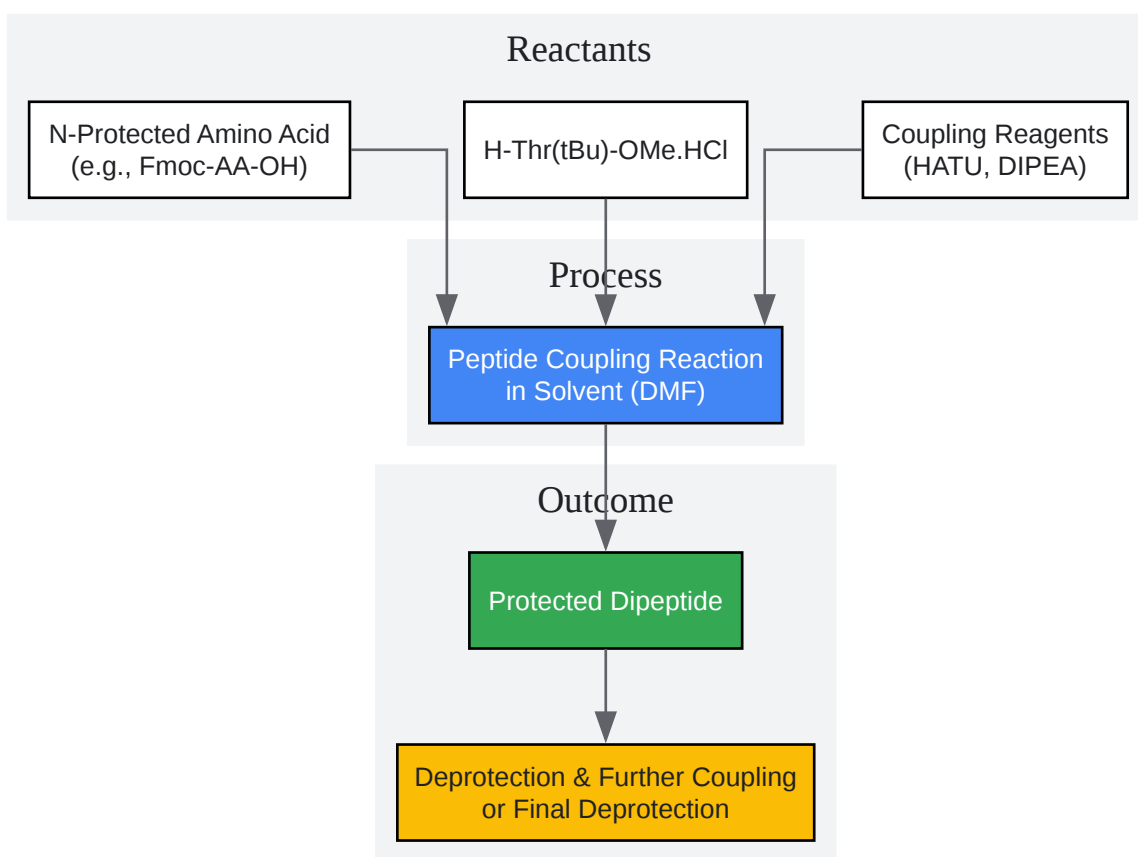 Reactants
N-Protected Amino Acid
(e.g., Fmoc-AA-OH)
H-Thr(tBu)-OMe.HCl
Coupling Reagents
(HATU, DIPEA)
Process
Peptide Coupling Reaction
in Solvent (DMF)
Outcome
Protected Dipeptide
Deprotection & Further Coupling
or Final Deprotection